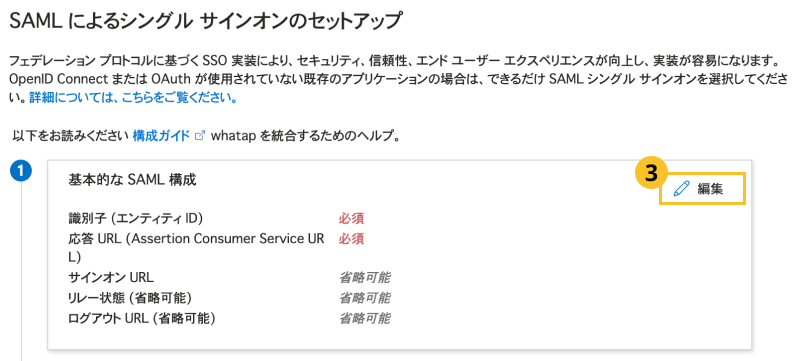 SAML によるシングル サインオンのセットアップ
フェデレーション プロトコルに基づく SSO 実装により、セキュリティ、信頼性、エンド ユーザー エクスペリエンスが向上し、実装が容易になります。
OpenID Connect または OAuth が使用されていない既存のアプリケーションの場合は、できるだけ SAML シングル サインオンを選択してくださ
い。詳細については、こちらをご覧ください。
以下をお読みください 構成ガイド whatap を統合するためのヘルプ。
1
基本的な SAML 構成
3
編集
識別子 (エンティティ ID) 必須
応答 URL (Assertion Consumer Service UR 必須
L)
サインオン URL 省略可能
リレー状態 (省略可能) 省略可能
ログアウト URL (省略可能) 省略可能